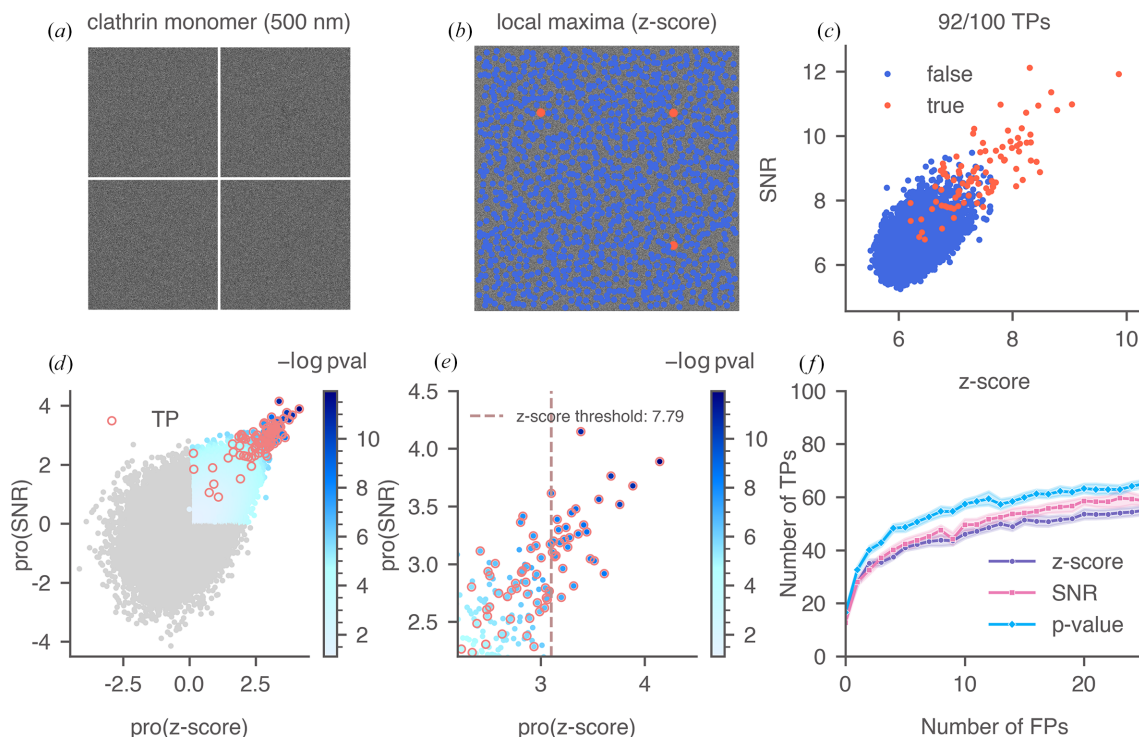 (a) clathrin monomer (500 nm)
(b) local maxima (z-score)
(c) 92/100 TPs
false
true
SNR
12
10
8
6
6 8 10
(d) −log pval
TP
pro(SNR)
4
2
0
-2
-4
-2.5 0.0 2.5
pro(z-score)
10
8
6
4
2
(e) −log pval
z-score threshold: 7.79
pro(SNR)
4.5
4.0
3.5
3.0
2.5
3 4
pro(z-score)
10
8
6
4
2
(f) z-score
Number of TPs
100
80
60
40
20
0
z-score
SNR
p-value
0 10 20
Number of FPs